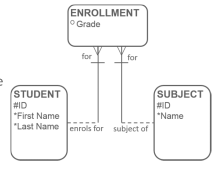 ENROLLMENT
○ Grade
for
for
STUDENT
#ID
*First Name
*Last Name
SUBJECT
#ID
*Name
enrols for
subject of
e